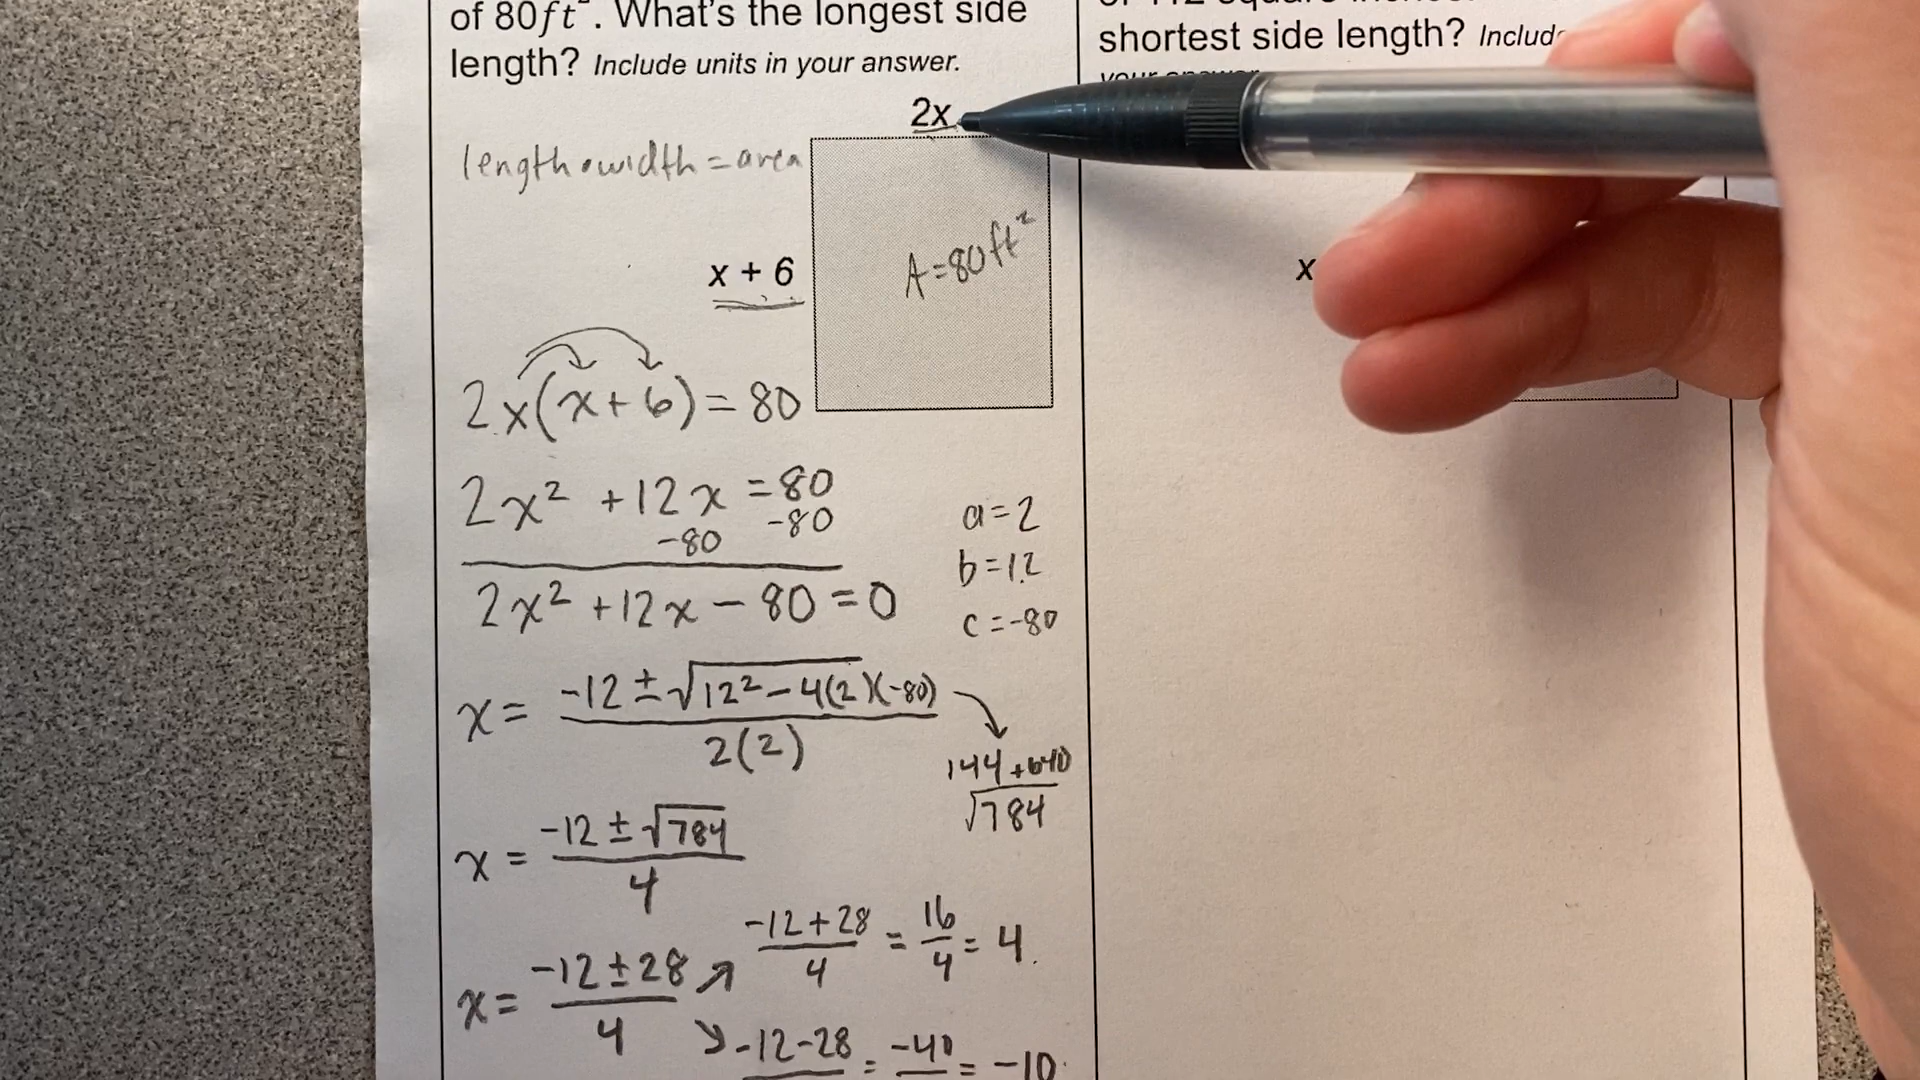 of 80ft². What's the longest side
length? Include units in your answer.
2x
length • width = area
A=80ft²
x + 6
2x(x+6)=80
2x² +12x =80
-80 -80
2x² +12x - 80 = 0
a=2
b=12
c=-80
x= -12 ± √12² - 4(2)(-80)
2(2)
144+640
√784
x = -12 ± √784
4
x= -12 ± 28
4
-12+28 = 16 = 4
4 4
-12-28 = -40 = -10
shortest side length?
your answer
x